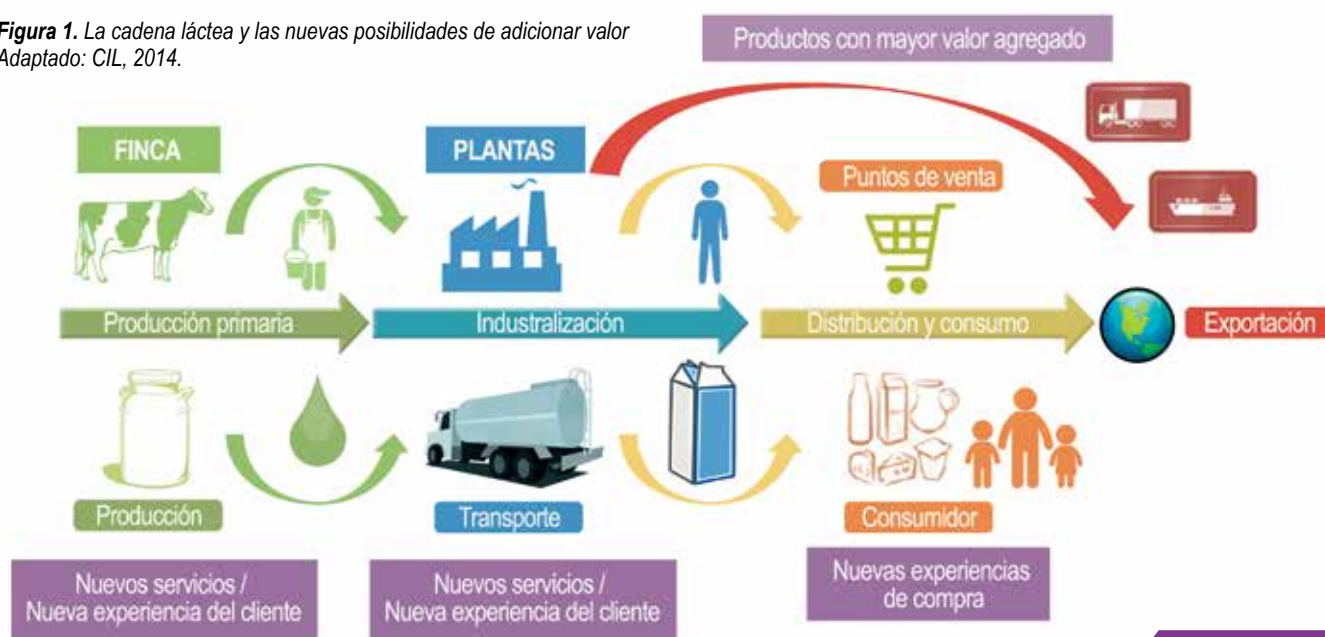 Figura 1. La cadena láctea y las nuevas posibilidades de adicionar valor
Adaptado: CIL, 2014.
Productos con mayor valor agregado
FINCA
PLANTAS
Puntos de venta
Producción primaria
Industralización
Distribución y consumo
Exportación
Producción
Transporte
Consumidor
Nuevos servicios /
Nueva experiencia del cliente
Nuevos servicios /
Nueva experiencia del cliente
Nuevas experiencias
de compra